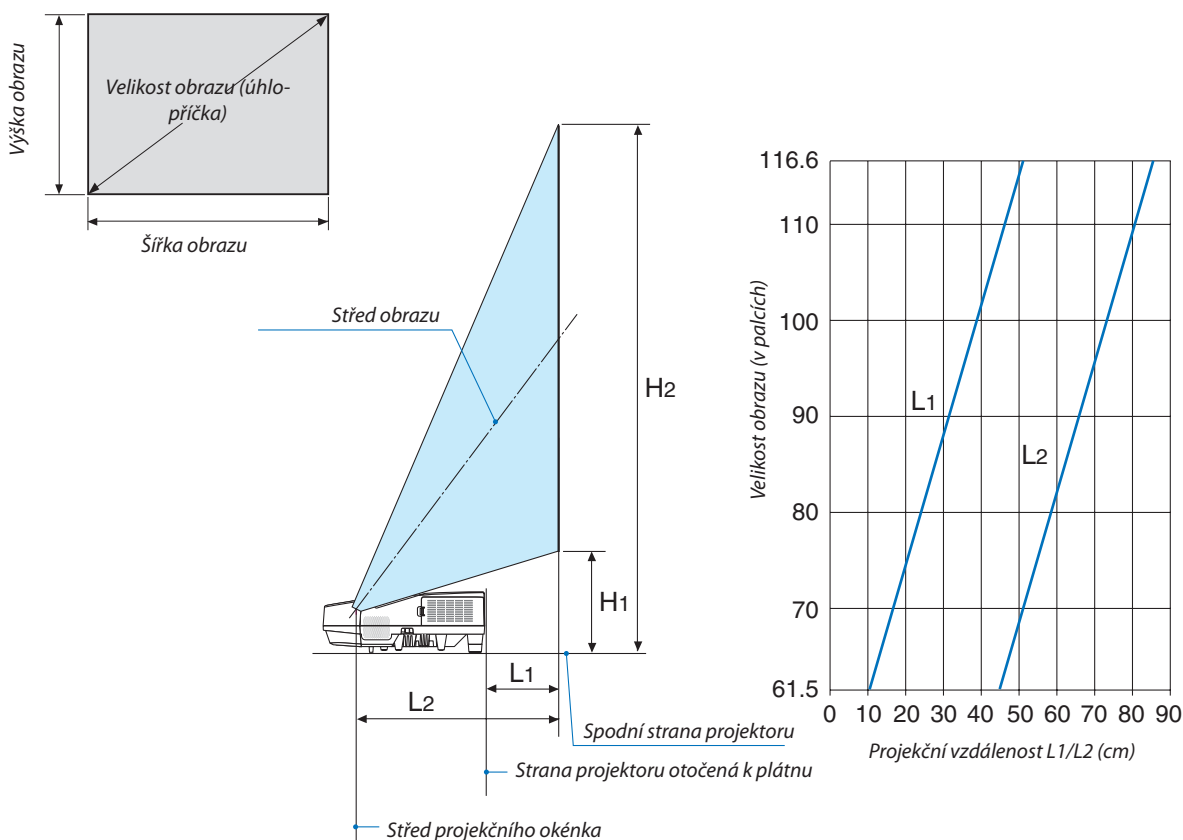 Výška obrazu
Velikost obrazu (úhlo-
příčka)
Šířka obrazu
Střed obrazu
H2
H1
L1
L2
Spodní strana projektoru
Strana projektoru otočená k plátnu
Střed projekčního okénka
Velikost obrazu (v palcích)
116.6
110
100
90
80
70
61.5
L1
L2
0 10 20 30 40 50 60 70 80 90
Projekční vzdálenost L1/L2 (cm)